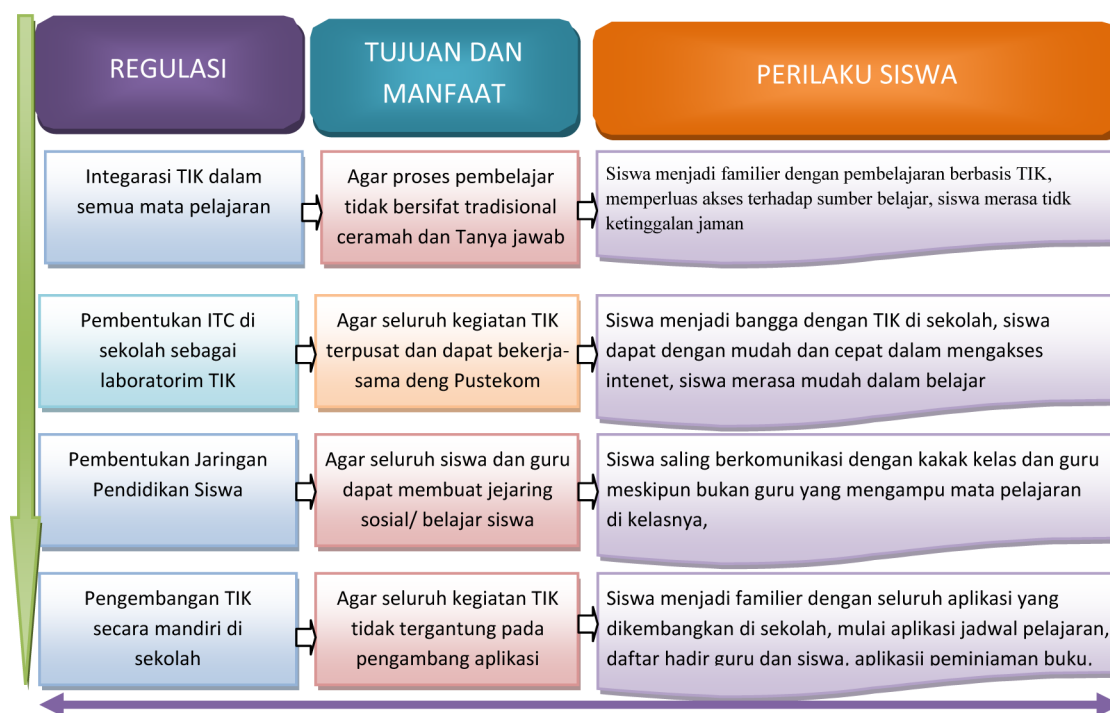 REGULASI
TUJUAN DAN
MANFAAT
PERILAKU SISWA
Integarasi TIK dalam
semua mata pelajaran
Agar proses pembelajar
tidak bersifat tradisional
ceramah dan Tanya jawab
Siswa menjadi familier dengan pembelajaran berbasis TIK,
memperluas akses terhadap sumber belajar, siswa merasa tidk
ketinggalan jaman
Pembentukan ITC di
sekolah sebagai
laboratorim TIK
Agar seluruh kegiatan TIK
terpusat dan dapat bekerja-
sama deng Pustekom
Siswa menjadi bangga dengan TIK di sekolah, siswa
dapat dengan mudah dan cepat dalam mengakses
intenet, siswa merasa mudah dalam belajar
Pembentukan Jaringan
Pendidikan Siswa
Agar seluruh siswa dan guru
dapat membuat jejaring
sosial/ belajar siswa
Siswa saling berkomunikasi dengan kakak kelas dan guru
meskipun bukan guru yang mengampu mata pelajaran
di kelasnya,
Pengembangan TIK
secara mandiri di
sekolah
Agar seluruh kegiatan TIK
tidak tergantung pada
pengambang aplikasi
Siswa menjadi familier dengan seluruh aplikasi yang
dikembangkan di sekolah, mulai aplikasi jadwal pelajaran,
daftar hadir guru dan siswa, aplikasii peminjaman buku,